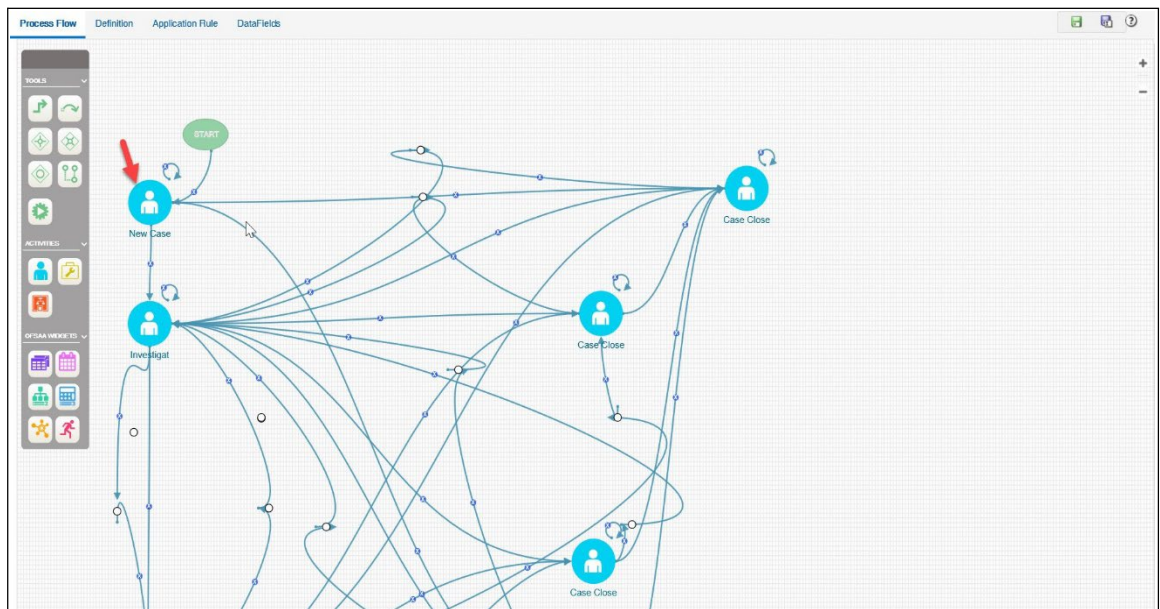 Process Flow Definition Application Rule DataFields
TOOLS
START
New Case
Case Close
ACTIVITIES
Investigat
Case Close
OFSAA WIDGETS
Case Close